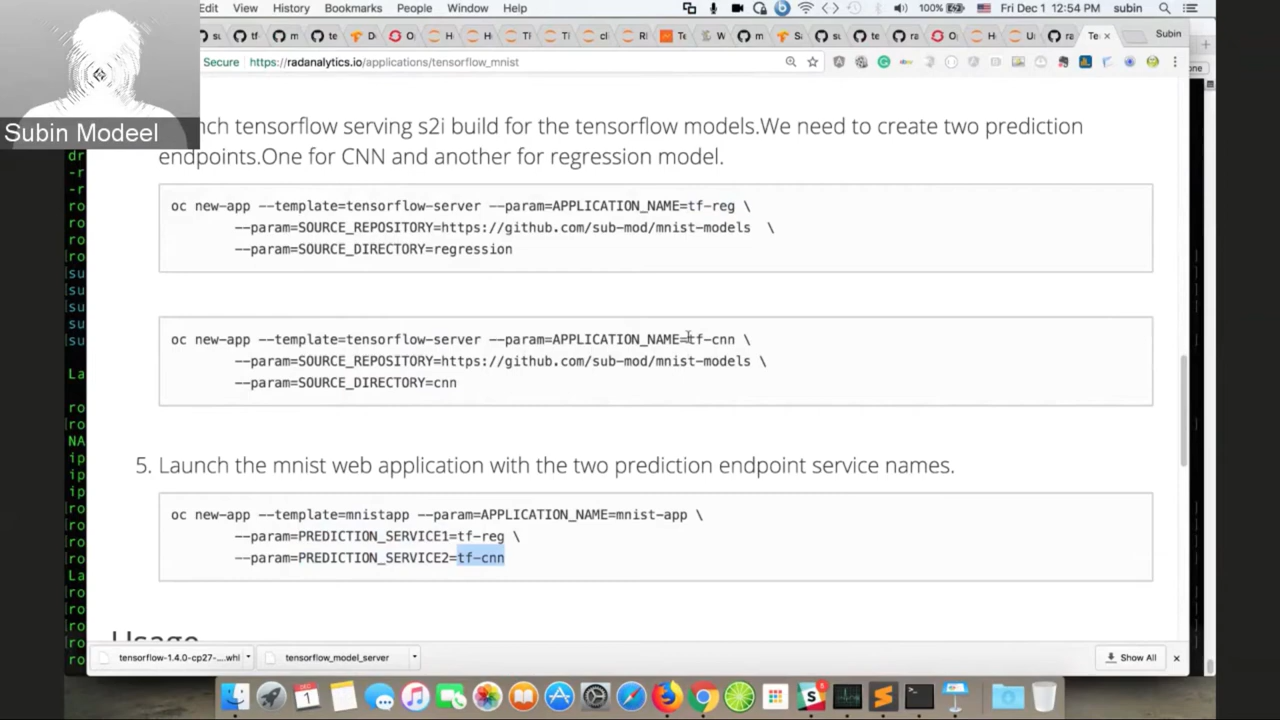 Edit View History Bookmarks People Window Help 100% Fri Dec 1 12:54 PM subin
Subin
Secure https://radanalytics.io/applications/tensorflow_mnist
Subin Modeel
nch tensorflow serving s2i build for the tensorflow models.We need to create two prediction
endpoints.One for CNN and another for regression model.
oc new-app --template=tensorflow-server --param=APPLICATION_NAME=tf-reg \
--param=SOURCE_REPOSITORY=https://github.com/sub-mod/mnist-models \
--param=SOURCE_DIRECTORY=regression
oc new-app --template=tensorflow-server --param=APPLICATION_NAME=tf-cnn \
--param=SOURCE_REPOSITORY=https://github.com/sub-mod/mnist-models \
--param=SOURCE_DIRECTORY=cnn
5. Launch the mnist web application with the two prediction endpoint service names.
oc new-app --template=mnistapp --param=APPLICATION_NAME=mnist-app \
--param=PREDICTION_SERVICE1=tf-reg \
--param=PREDICTION_SERVICE2=tf-cnn
Usage
tensorflow-1.4.0-cp27-....whl tensorflow_model_server Show All